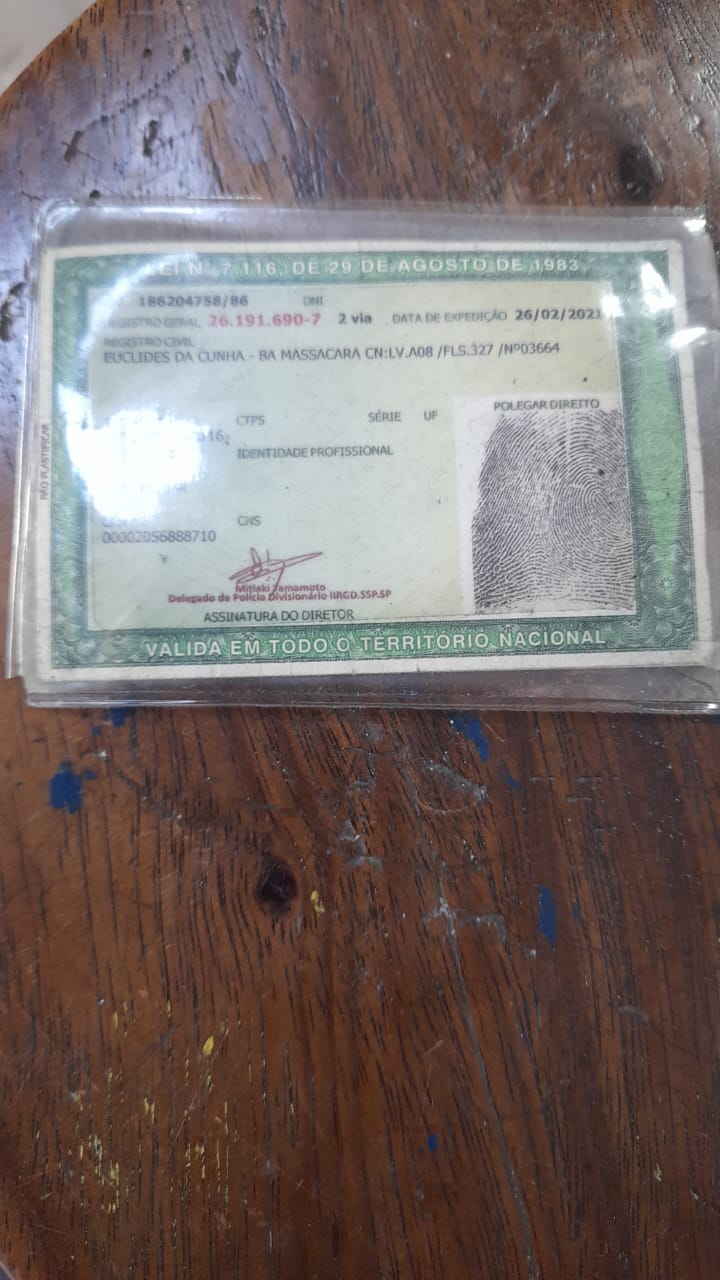 LEI Nº 7.116, DE 29 DE AGOSTO DE 1983
186204758/86 DNI
REGISTRO GERAL 26.191.690-7 2 via DATA DE EXPEDIÇÃO 26/02/2021
REGISTRO CIVIL
EUCLIDES DA CUNHA - BA MASSACARA CN:LV.A08 /FLS.327 /Nº03664
POLEGAR DIREITO
CTPS SÉRIE UF
IDENTIDADE PROFISSIONAL
NÃO PLASTIFICAR
CNS
00002056888710
Mitiaki Yamamoto
Delegado de Polícia Divisionário IIRGD.SSP.SP
ASSINATURA DO DIRETOR
VALIDA EM TODO O TERRITÓRIO NACIONAL